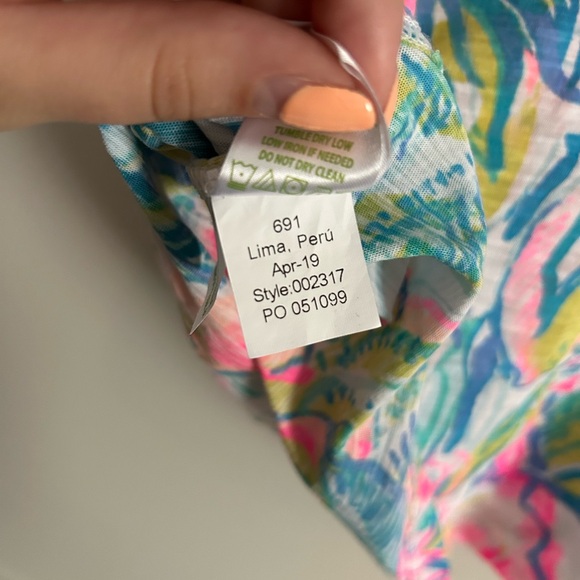 TUMBLE DRY LOW
LOW IRON IF NEEDED
DO NOT DRY CLEAN
691
Lima, Perú
Apr-19
Style:002317
PO 051099